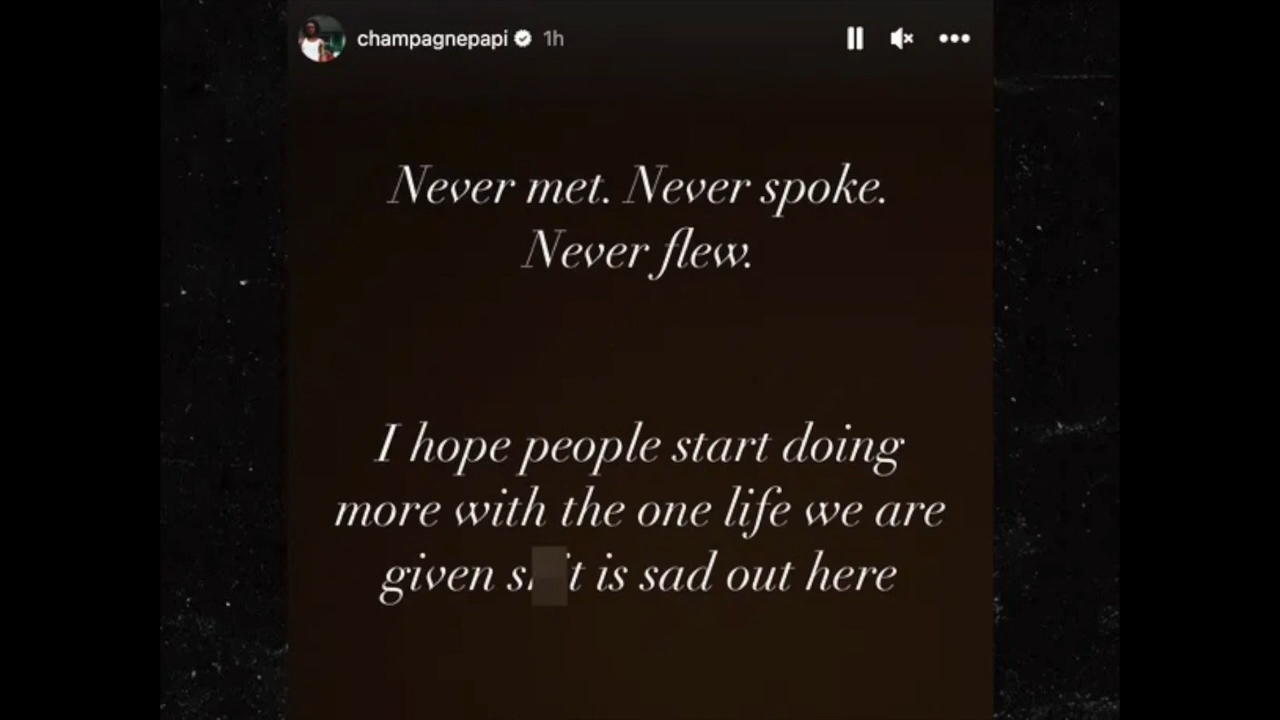 champagnepapi 1h
Never met. Never spoke.
Never flew.
I hope people start doing
more with the one life we are
given s it is sad out here